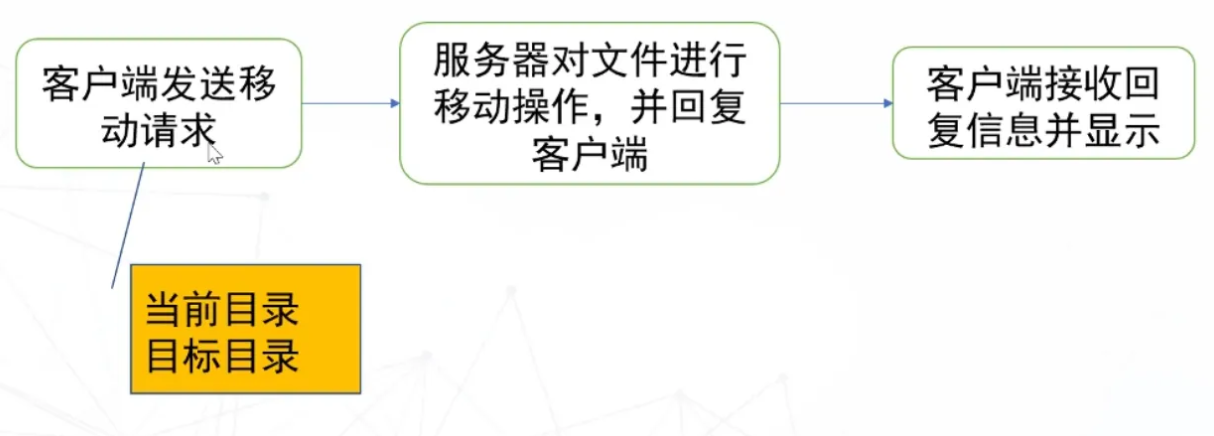 客户端发送移
动请求
服务器对文件进行
移动操作，并回复
客户端
客户端接收回
复信息并显示
当前目录
目标目录